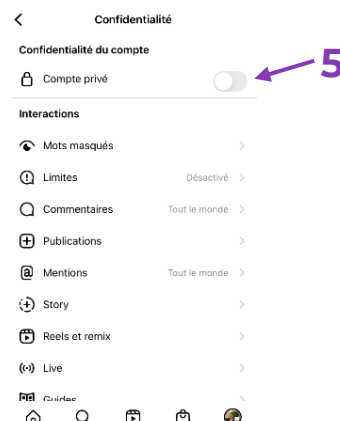 Confidentialité
Confidentialité du compte
Compte privé
5
Interactions
Mots masqués
Limites Désactivé
Commentaires Tout le monde
Publications
Mentions Tout le monde
Story
Reels et remix
Live
Guides